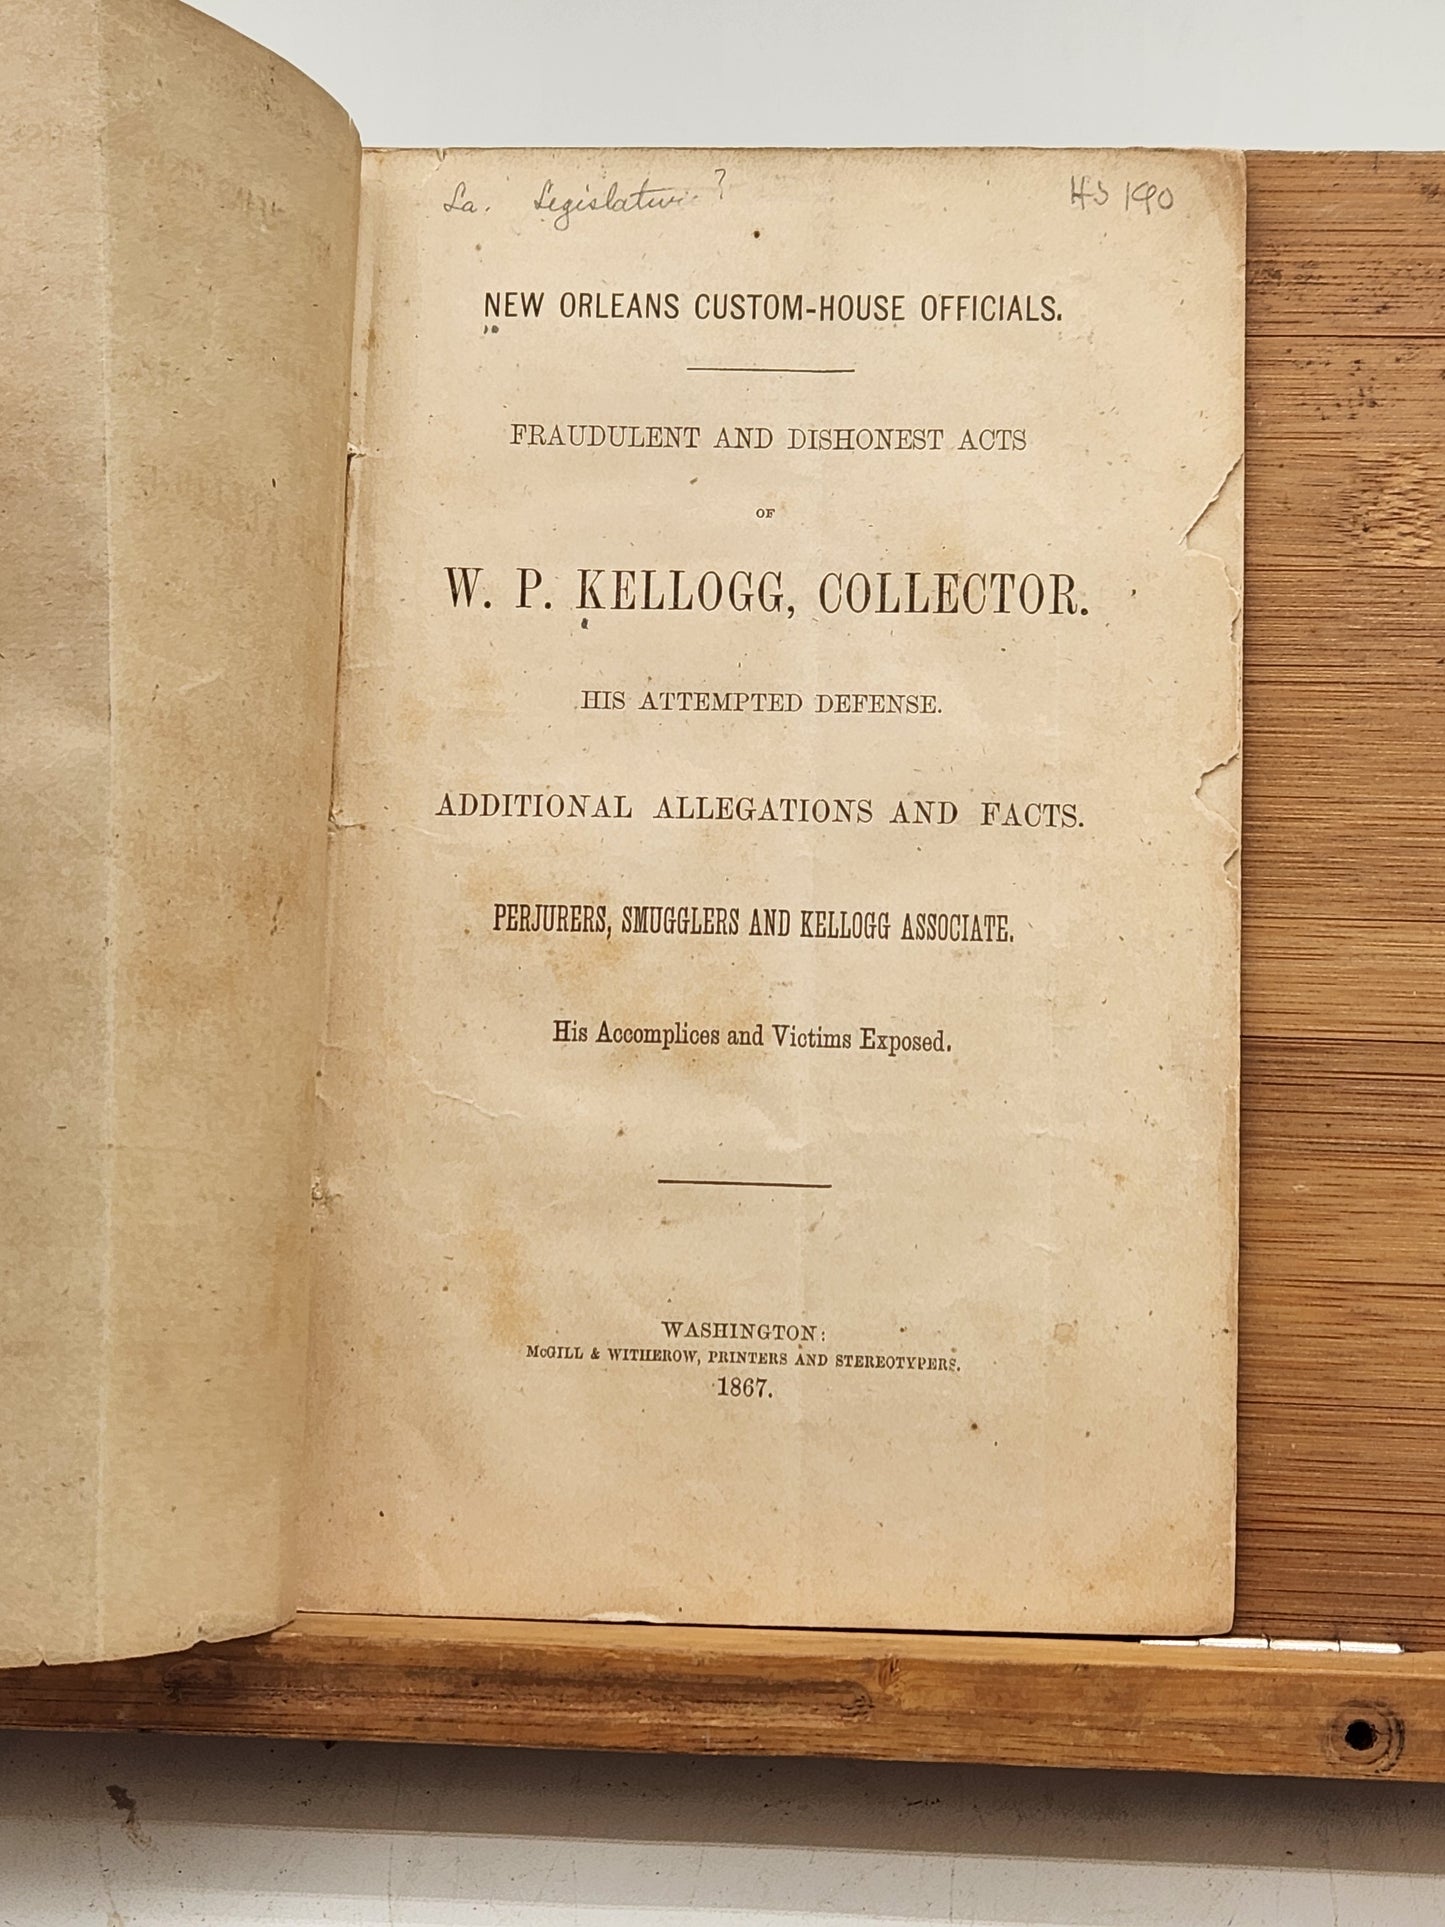 La. Legislature ?
HS 190
NEW ORLEANS CUSTOM-HOUSE OFFICIALS.
FRAUDULENT AND DISHONEST ACTS
OF
W. P. KELLOGG, COLLECTOR.
HIS ATTEMPTED DEFENSE.
ADDITIONAL ALLEGATIONS AND FACTS.
PERJURERS, SMUGGLERS AND KELLOGG ASSOCIATE.
His Accomplices and Victims Exposed.
WASHINGTON:
McGILL & WITHEROW, PRINTERS AND STEREOTYPERS.
1867.